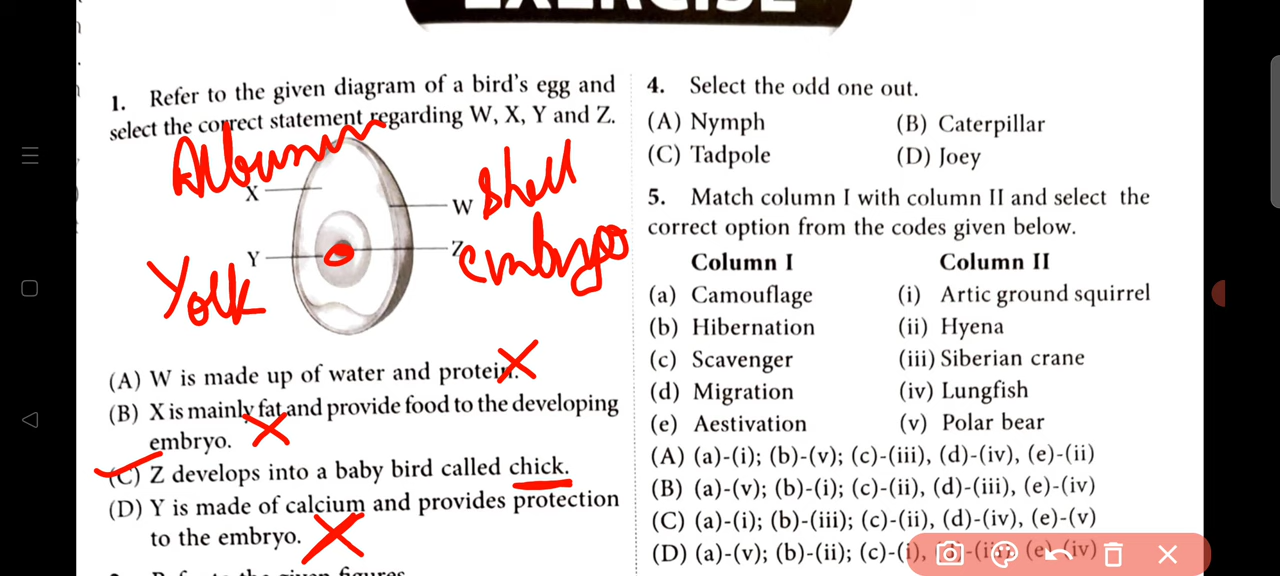 EXERCISE
1. Refer to the given diagram of a bird's egg and
select the correct statement regarding W, X, Y and Z.
Albumin
X
W
Shell
Y
Z
embryo
Yolk
(A) W is made up of water and protein.
(B) X is mainly fat and provide food to the developing
embryo.
(C) Z develops into a baby bird called chick.
(D) Y is made of calcium and provides protection
to the embryo.
4. Select the odd one out.
(A) Nymph
(B) Caterpillar
(C) Tadpole
(D) Joey
5. Match column I with column II and select the
correct option from the codes given below.
Column I Column II
(a) Camouflage (i) Artic ground squirrel
(b) Hibernation (ii) Hyena
(c) Scavenger (iii) Siberian crane
(d) Migration (iv) Lungfish
(e) Aestivation (v) Polar bear
(A) (a)-(i); (b)-(v); (c)-(iii), (d)-(iv), (e)-(ii)
(B) (a)-(v); (b)-(i); (c)-(ii), (d)-(iii), (e)-(iv)
(C) (a)-(i); (b)-(iii); (c)-(ii), (d)-(iv), (e)-(v)
(D) (a)-(v); (b)-(ii); (c)-(i), (e) (iv)